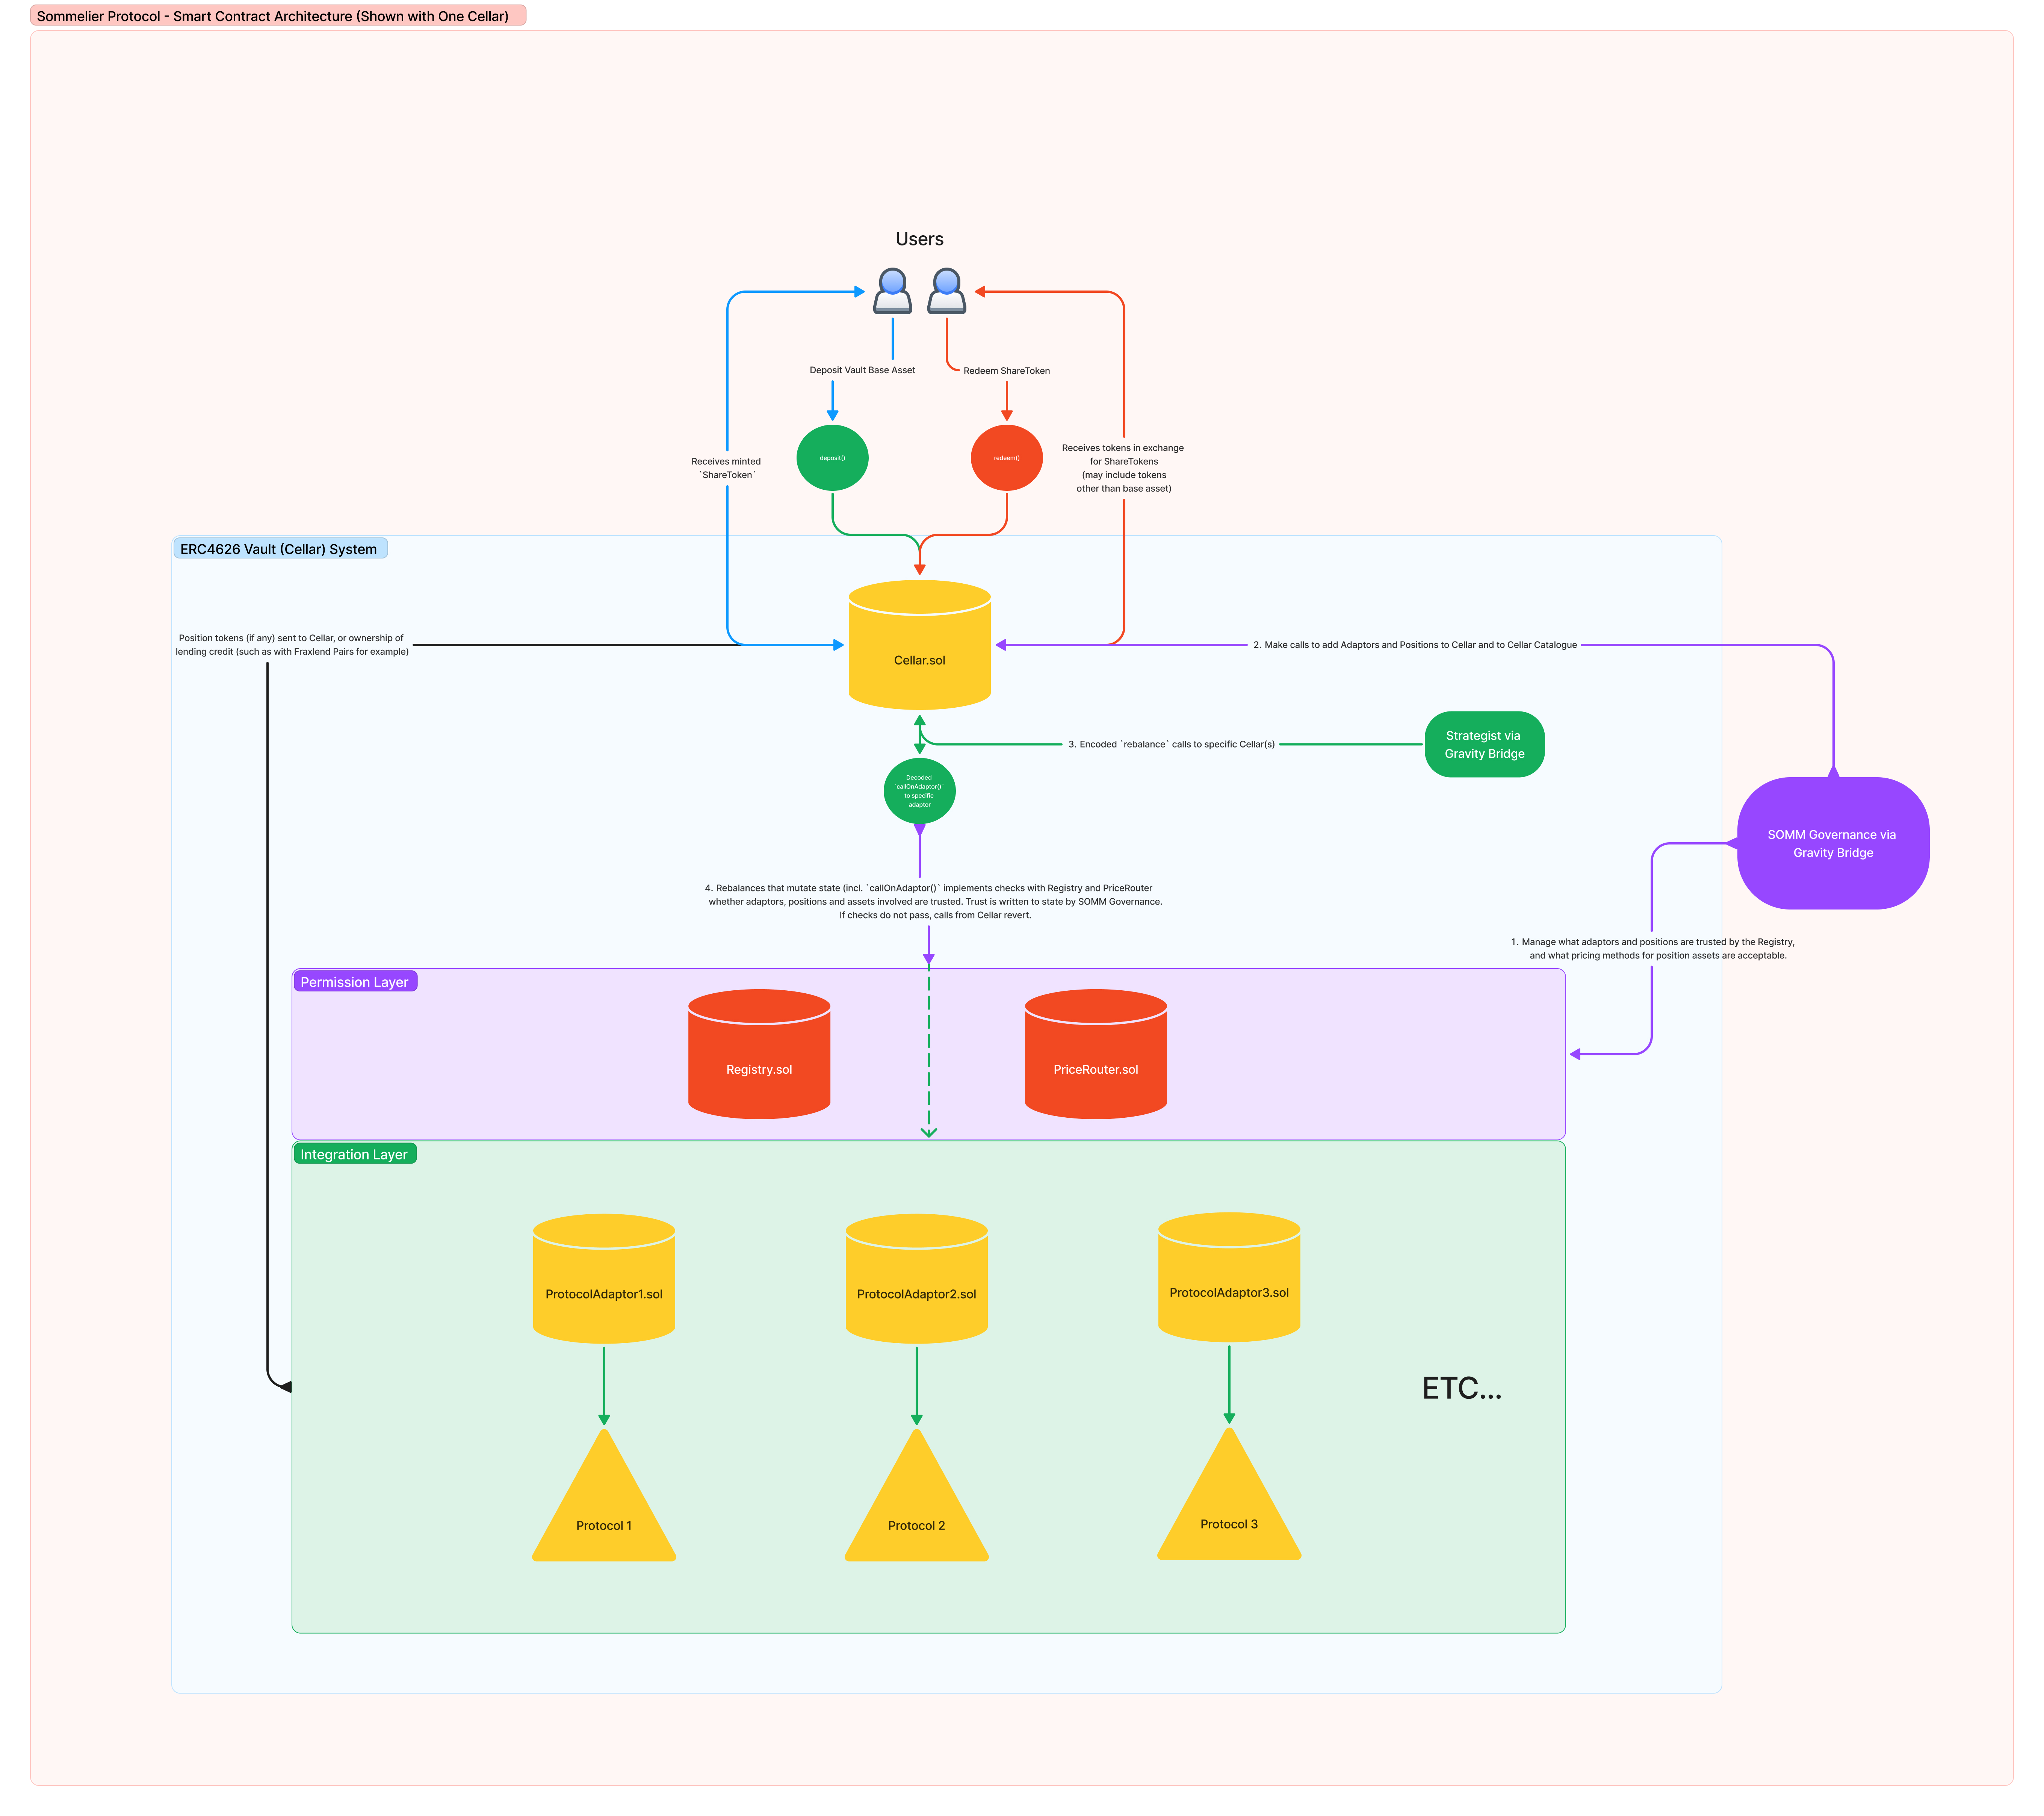 Sommelier Protocol - Smart Contract Architecture (Shown with One Cellar)
Users
Deposit Vault Base Asset
Redeem ShareToken
deposit()
redeem()
Receives minted
`ShareToken`
Receives tokens in exchange
for ShareTokens
(may include tokens
other than base asset)
ERC4626 Vault (Cellar) System
Position tokens (if any) sent to Cellar, or ownership of
lending credit (such as with Fraxlend Pairs for example)
Cellar.sol
2. Make calls to add Adaptors and Positions to Cellar and to Cellar Catalogue
3. Encoded `rebalance` calls to specific Cellar(s)
Strategist via
Gravity Bridge
Decoded
`callOnAdaptor()`
to specific
adaptor
SOMM Governance via
Gravity Bridge
4. Rebalances that mutate state (incl. `callOnAdaptor()` implements checks with Registry and PriceRouter
whether adaptors, positions and assets involved are trusted. Trust is written to state by SOMM Governance.
If checks do not pass, calls from Cellar revert.
1. Manage what adaptors and positions are trusted by the Registry,
and what pricing methods for position assets are acceptable.
Permission Layer
Registry.sol
PriceRouter.sol
Integration Layer
ProtocolAdaptor1.sol
ProtocolAdaptor2.sol
ProtocolAdaptor3.sol
ETC...
Protocol 1
Protocol 2
Protocol 3